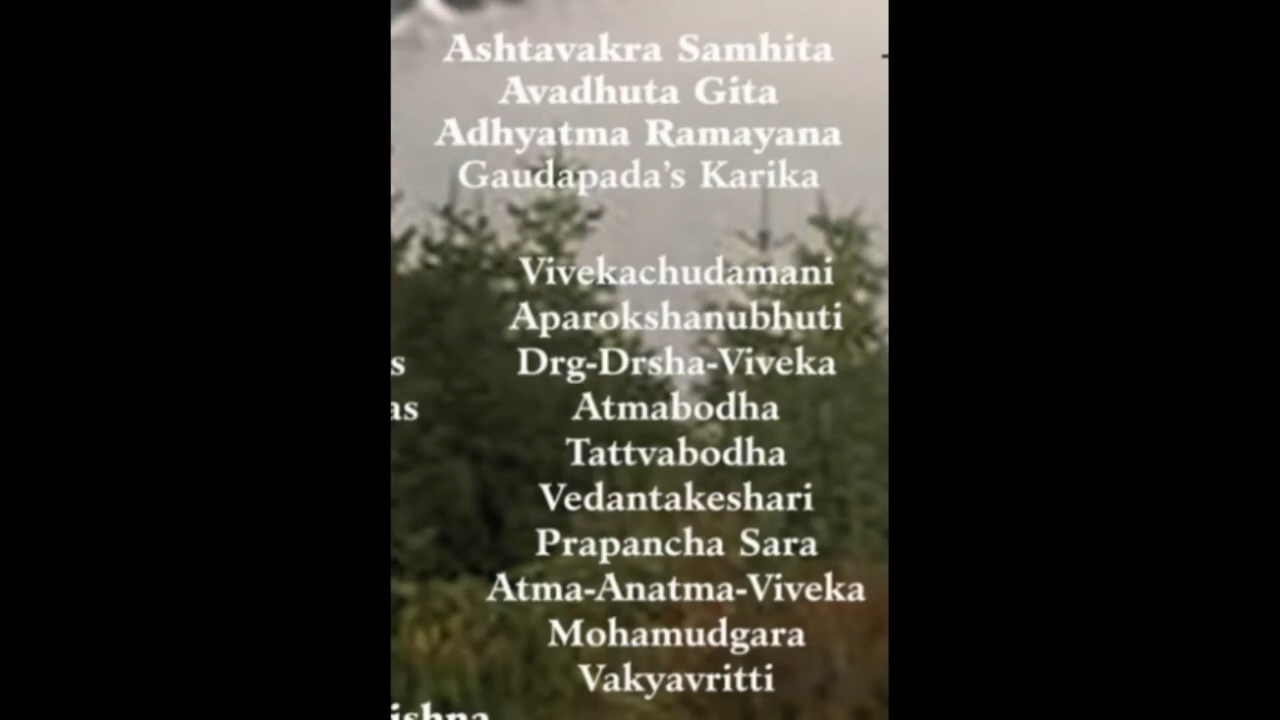 Ashtavakra Samhita
Avadhuta Gita
Adhyatma Ramayana
Gaudapada's Karika
Vivekachudamani
Aparokshanubhuti
Drg-Drsha-Viveka
Atmabodha
Tattvabodha
Vedantakeshari
Prapancha Sara
Atma-Anatma-Viveka
Mohamudgara
Vakyavritti